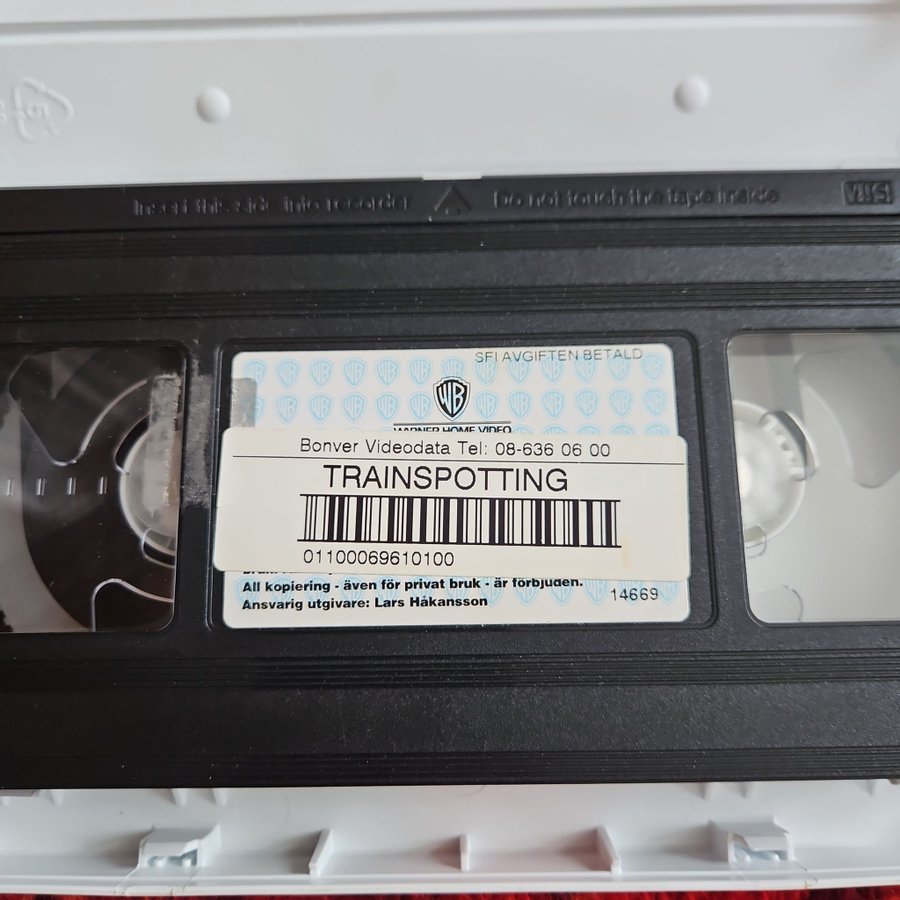 Insert this side into recorder Do not touch the tape inside VHS
SFI AVGIFTEN BETALD
WB
WARNER HOME VIDEO
Bonver Videodata Tel: 08-636 06 00
TRAINSPOTTING
01100069610100
All kopiering - även för privat bruk - är förbjuden.
Ansvarig utgivare: Lars Håkansson 14669